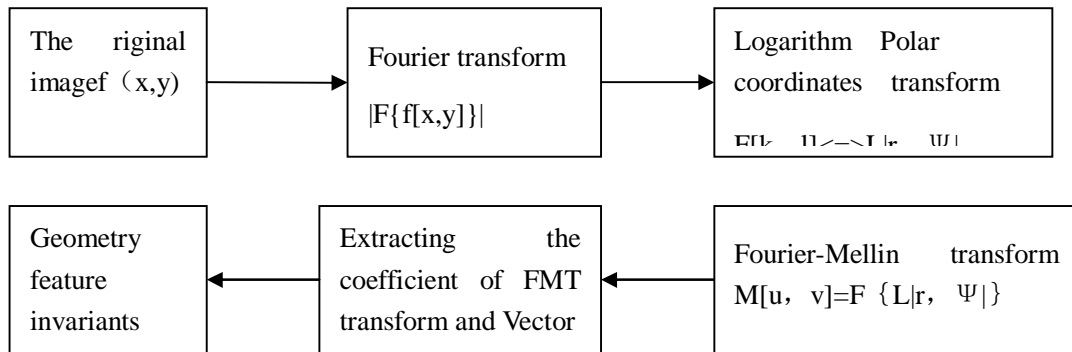 The riginal
imagef（x,y)
Fourier transform
|F{f[x,y]}|
Logarithm Polar
coordinates transform
F[k，l]<=>L|r，Ψ|
Geometry
feature
invariants
Extracting the
coefficient of FMT
transform and Vector
Fourier-Mellin transform
M[u，v]=F｛L|r，Ψ|｝